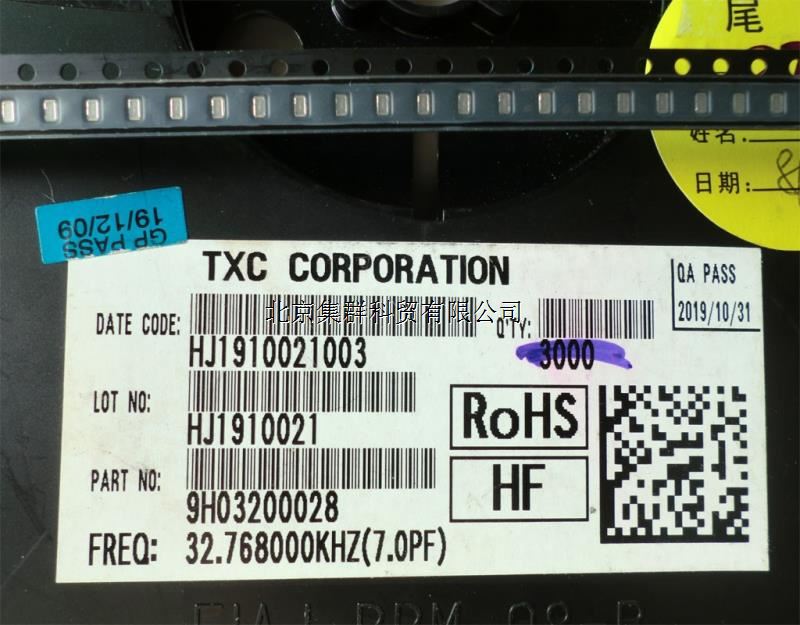 尾
姓名:
日期:
GP PASS
19/12/09
TXC CORPORATION
QA PASS
2019/10/31
北京集群科贸有限公司
DATE CODE:
HJ1910021003
Q'TY:
3000
LOT NO:
HJ1910021
RoHS
PART NO:
9H03200028
HF
FREQ: 32.768000KHZ(7.0PF)